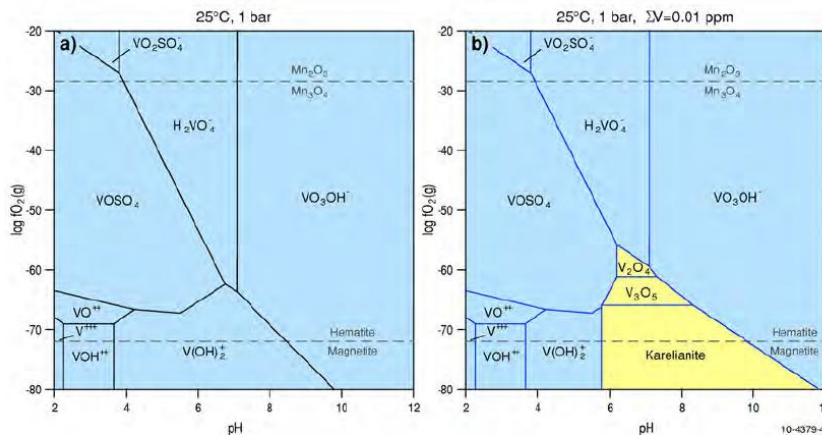 25°C, 1 bar
25°C, 1 bar, ΣV=0.01 ppm
a)
VO₂SO₄⁻
Mn₂O₃
Mn₃O₄
H₂VO₄⁻
VOSO₄
VO₃OH⁻
VO⁺⁺
V⁺⁺⁺
VOH⁺⁺
V(OH)₂⁺
Hematite
Magnetite
log fO₂(g)
-20
-30
-40
-50
-60
-70
-80
2
4
6
8
10
12
pH
b)
VO₂SO₄⁻
Mn₂O₃
Mn₃O₄
H₂VO₄⁻
VOSO₄
VO₃OH⁻
V₂O₄
V₃O₅
VO⁺⁺
V⁺⁺⁺
VOH⁺⁺
V(OH)₂⁺
Karelianite
Hematite
Magnetite
log fO₂(g)
-20
-30
-40
-50
-60
-70
-80
2
4
6
8
10
12
pH